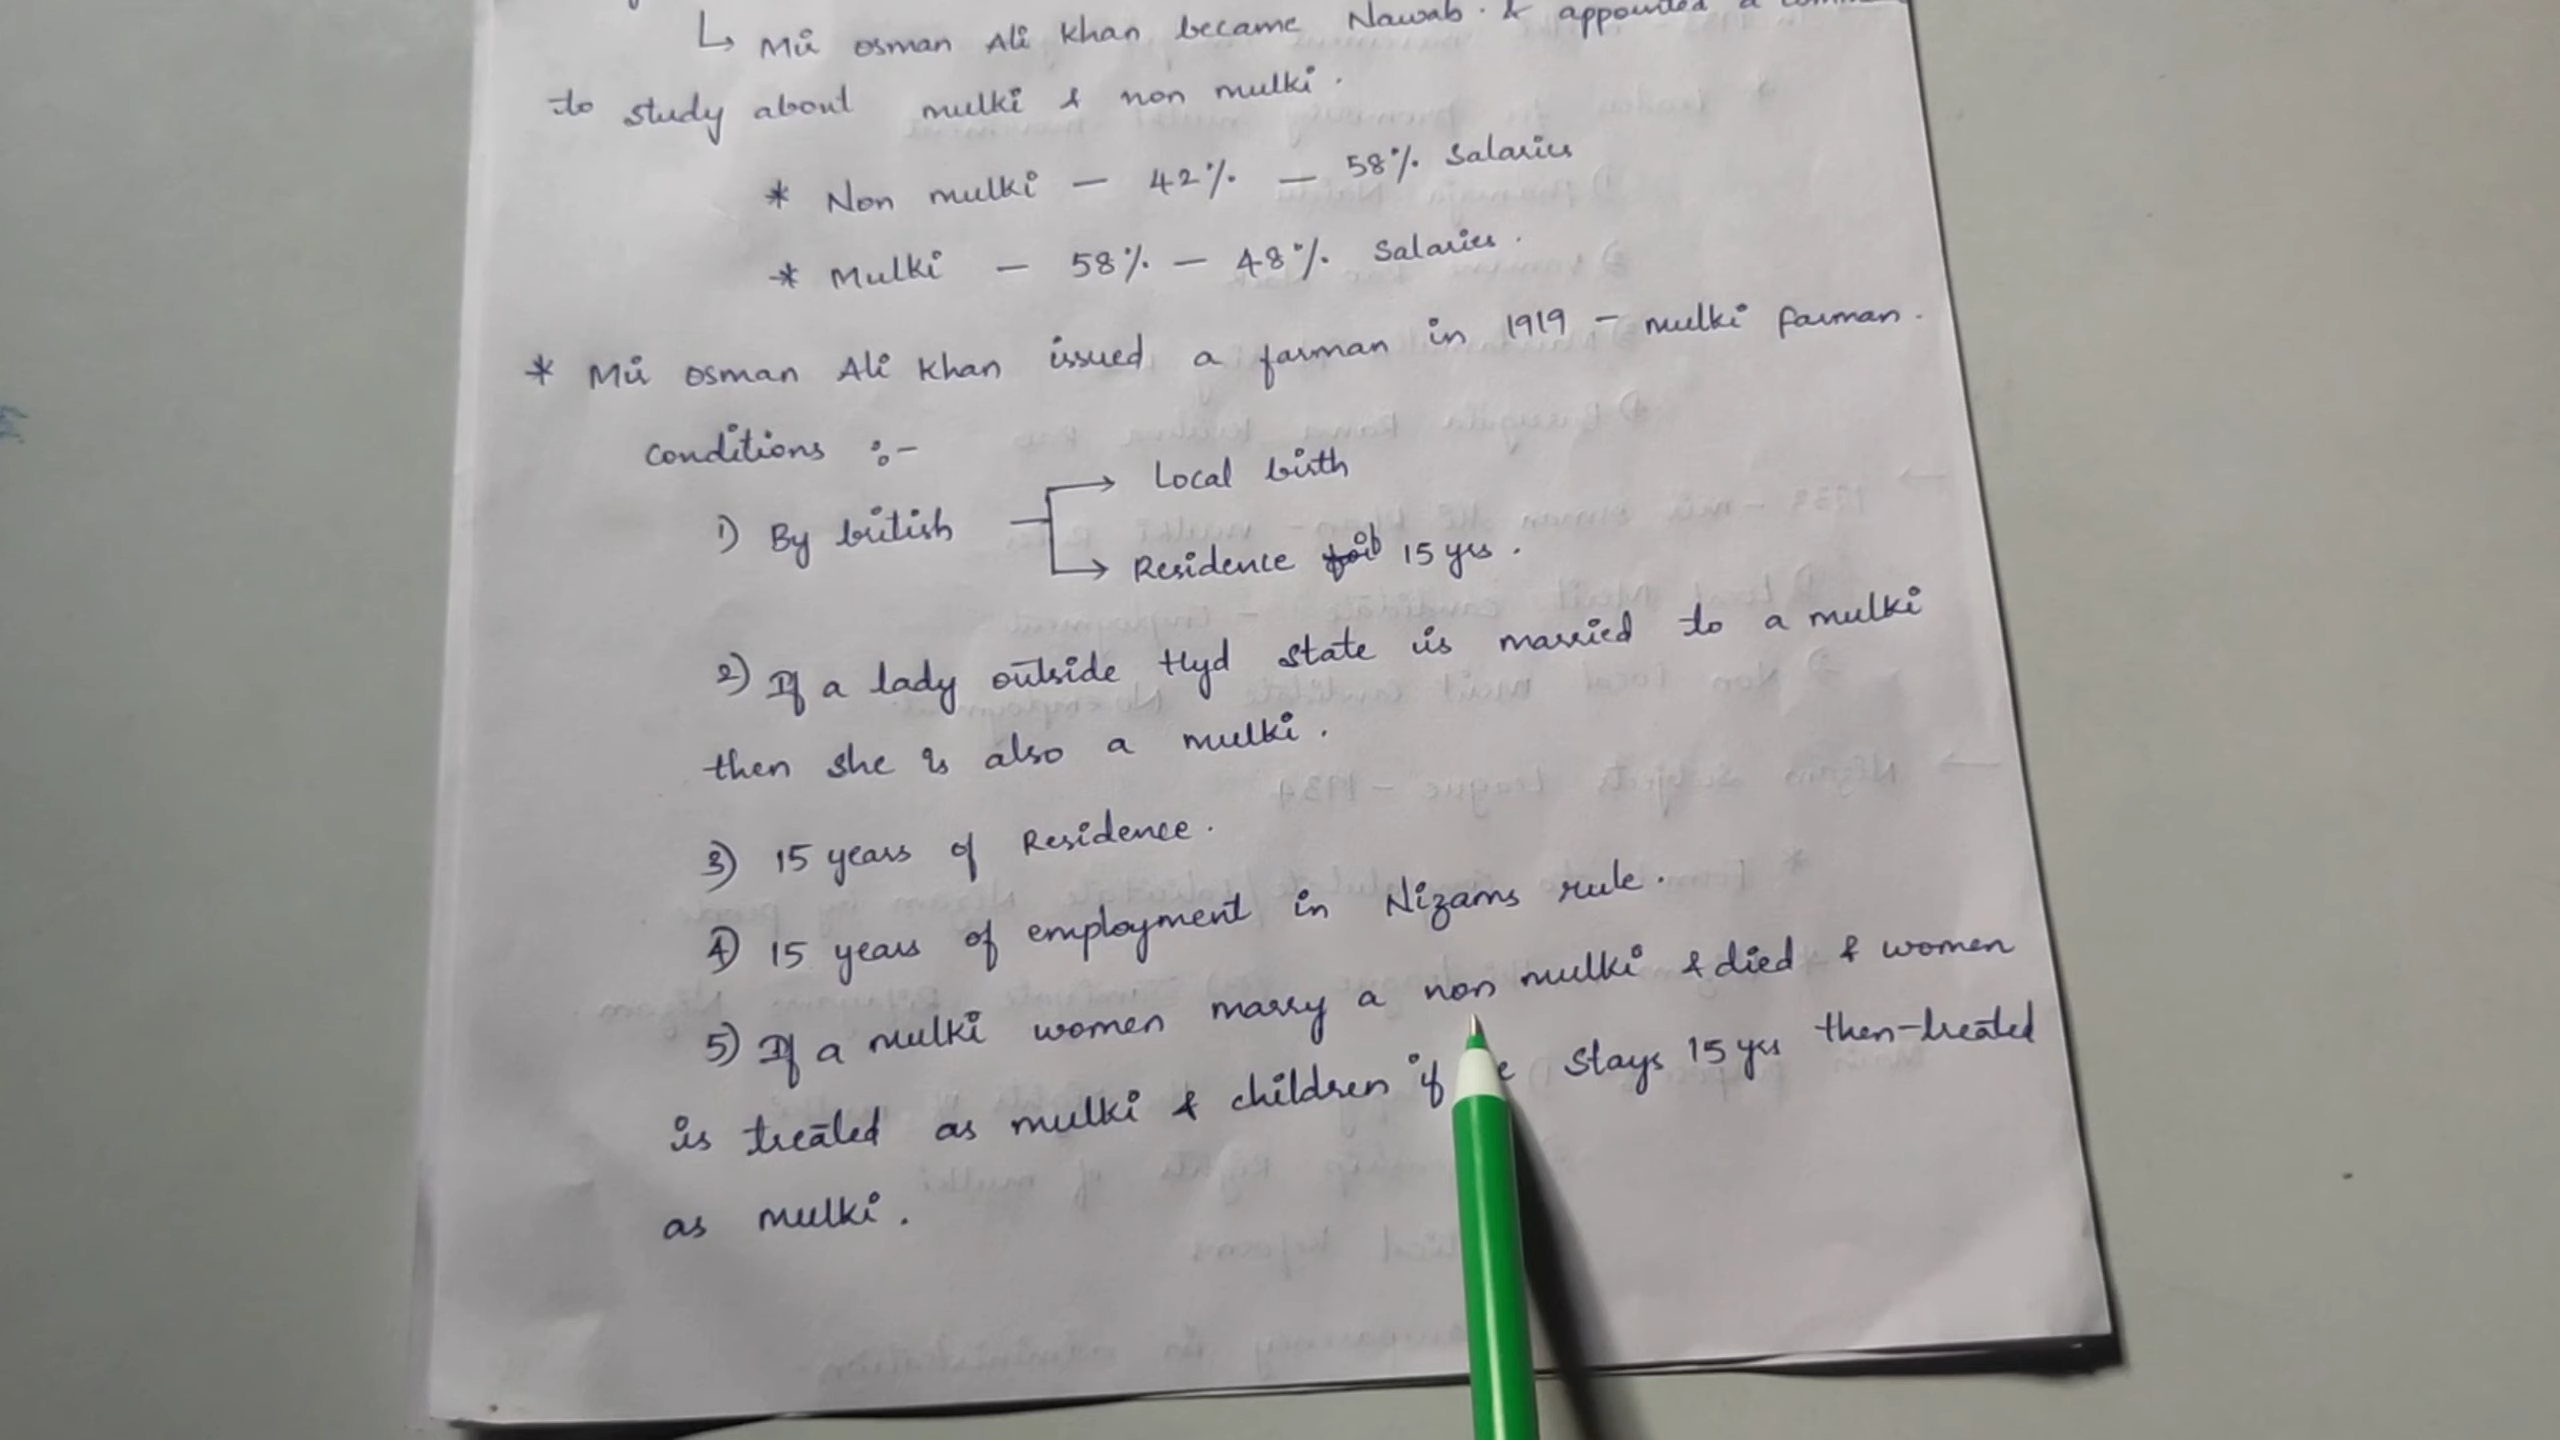 ↳ Mir osman Ali Khan became Nawab. & appointed a
to study about mulki & non mulki.
* Non mulki — 42% — 58% Salaries
* Mulki — 58% — 48% Salaries.
* Mir osman Ali Khan issued a farman in 1919 - mulki farman.
Conditions :-
1) By british → Local birth
→ Residence 15 yrs.
2) If a lady outside Hyd state is married to a mulki
then she is also a mulki.
3) 15 years of Residence.
4) 15 years of employment in Nizams rule.
5) If a mulki women marry a non mulki & died & women
is treated as mulki & children if stays 15 yrs then treated
as mulki.